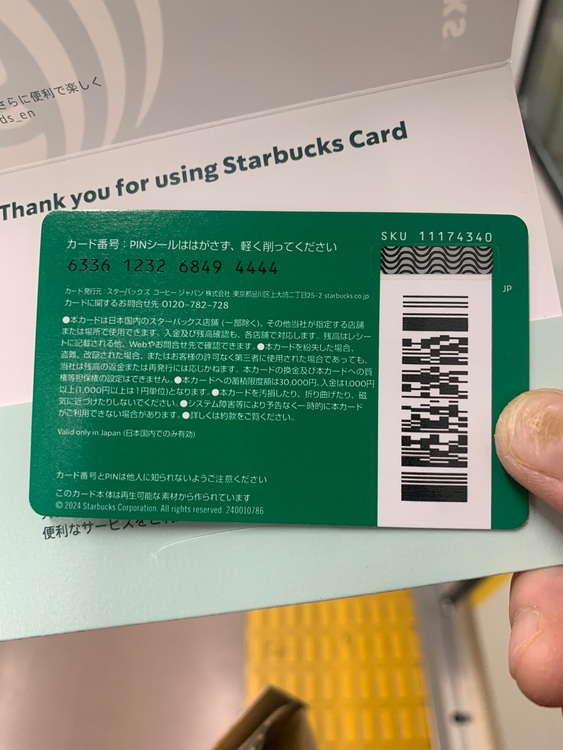 KS
さらに便利で楽しく
ds_en
Thank you for using Starbucks Card
SKU 11174340
カード番号：PINシールははがさず、軽く削ってください
6336 1232 6849 4444
JP
カード発行元：スターバックス コーヒー ジャパン 株式会社 東京都品川区上大崎二丁目25-2 starbucks.co.jp
カードに関するお問合せ先 0120-782-728
●本カードは日本国内のスターバックス店舗（一部除く）、その他当社が指定する店舗
または場所で使用できます。入金及び残高確認も、各店舗で対応します。残高はレシー
トに記載される他、Webやお問合せ先で確認できます。●本カードを紛失した場合、
盗難、改ざされた場合、またはお客様の許可なく第三者に使用された場合であっても、
当社は残高の返金または再発行には応じかねます。本カードの換金及び本カードへの質
権等担保権の設定はできません。●本カードへの蓄積限度額は30,000円、入金は1,000円
以上(1,000円以上は1円単位)となります。●本カードを汚損したり、折り曲げたり、磁
気に近づけたりしないでください。●システム障害等により予告なく一時的に本カード
がご利用できない場合があります。●詳しくは約款をご覧ください。
Valid only in Japan (日本国内でのみ有効)
カード番号とPINは他人に知られないようご注意ください
このカード本体は再生可能な素材から作られています
© 2024 Starbucks Corporation. All rights reserved. 240010786
便利なサービスをご